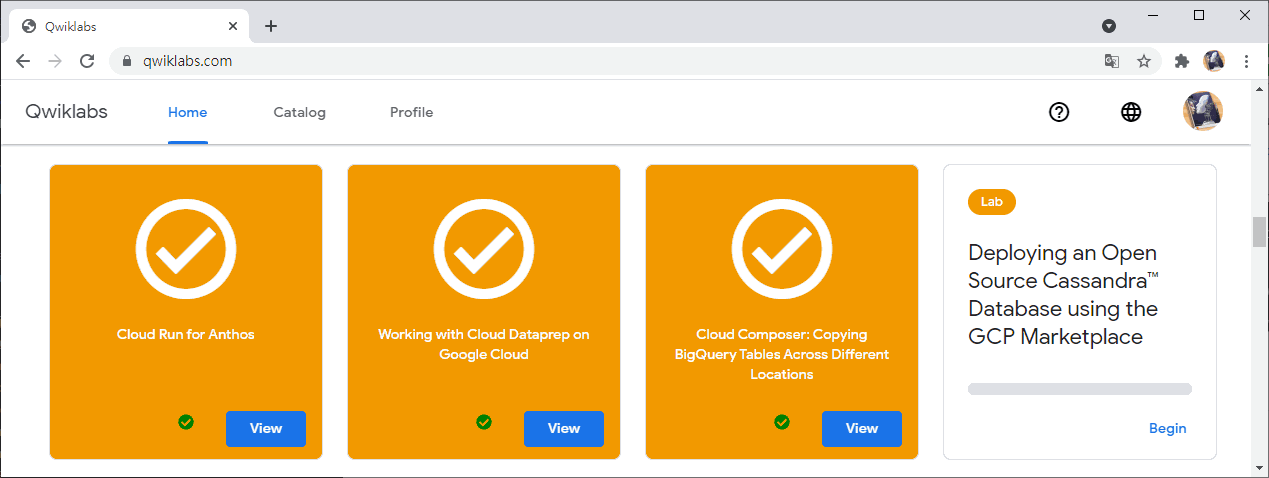 Qwiklabs
qwiklabs.com
Qwiklabs
Home
Catalog
Profile
Cloud Run for Anthos
View
Working with Cloud Dataprep on
Google Cloud
View
Cloud Composer: Copying
BigQuery Tables Across Different
Locations
View
Lab
Deploying an Open
Source Cassandra™
Database using the
GCP Marketplace
Begin